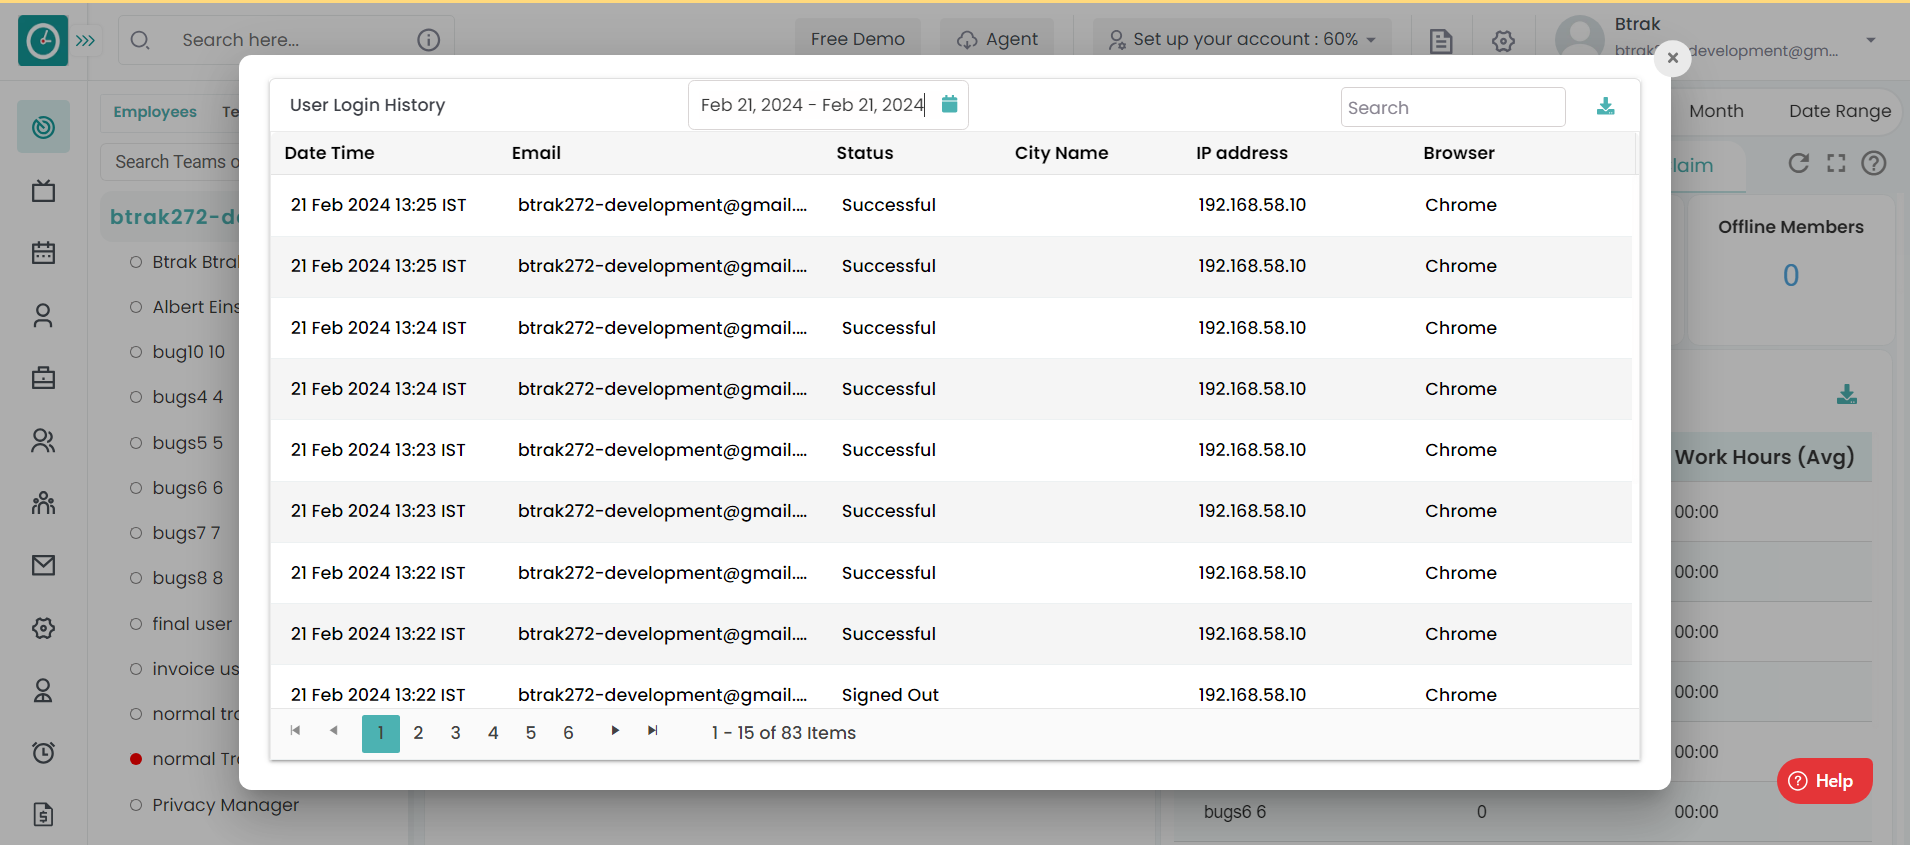 Search here...
Free Demo
Agent
Set up your account : 60%
Btrak
development@gm...
Employees
Month
Date Range
Search Teams
btrak272-d
Offline Members
0
Btrak
Albert
bug10 10
bugs4 4
bugs5 5
bugs6 6
bugs7 7
bugs8 8
final user
invoice
normal
normal
Privacy Manager
User Login History
Feb 21, 2024 - Feb 21, 2024
Search
Date Time Email Status City Name IP address Browser
21 Feb 2024 13:25 IST btrak272-development@gmail.... Successful 192.168.58.10 Chrome
21 Feb 2024 13:25 IST btrak272-development@gmail.... Successful 192.168.58.10 Chrome
21 Feb 2024 13:24 IST btrak272-development@gmail.... Successful 192.168.58.10 Chrome
21 Feb 2024 13:24 IST btrak272-development@gmail.... Successful 192.168.58.10 Chrome
21 Feb 2024 13:23 IST btrak272-development@gmail.... Successful 192.168.58.10 Chrome
21 Feb 2024 13:23 IST btrak272-development@gmail.... Successful 192.168.58.10 Chrome
21 Feb 2024 13:22 IST btrak272-development@gmail.... Successful 192.168.58.10 Chrome
21 Feb 2024 13:22 IST btrak272-development@gmail.... Successful 192.168.58.10 Chrome
21 Feb 2024 13:22 IST btrak272-development@gmail.... Signed Out 192.168.58.10 Chrome
1 2 3 4 5 6 1 - 15 of 83 Items
Work Hours (Avg)
00:00
00:00
00:00
00:00
00:00
bugs6 6 0 00:00
Help